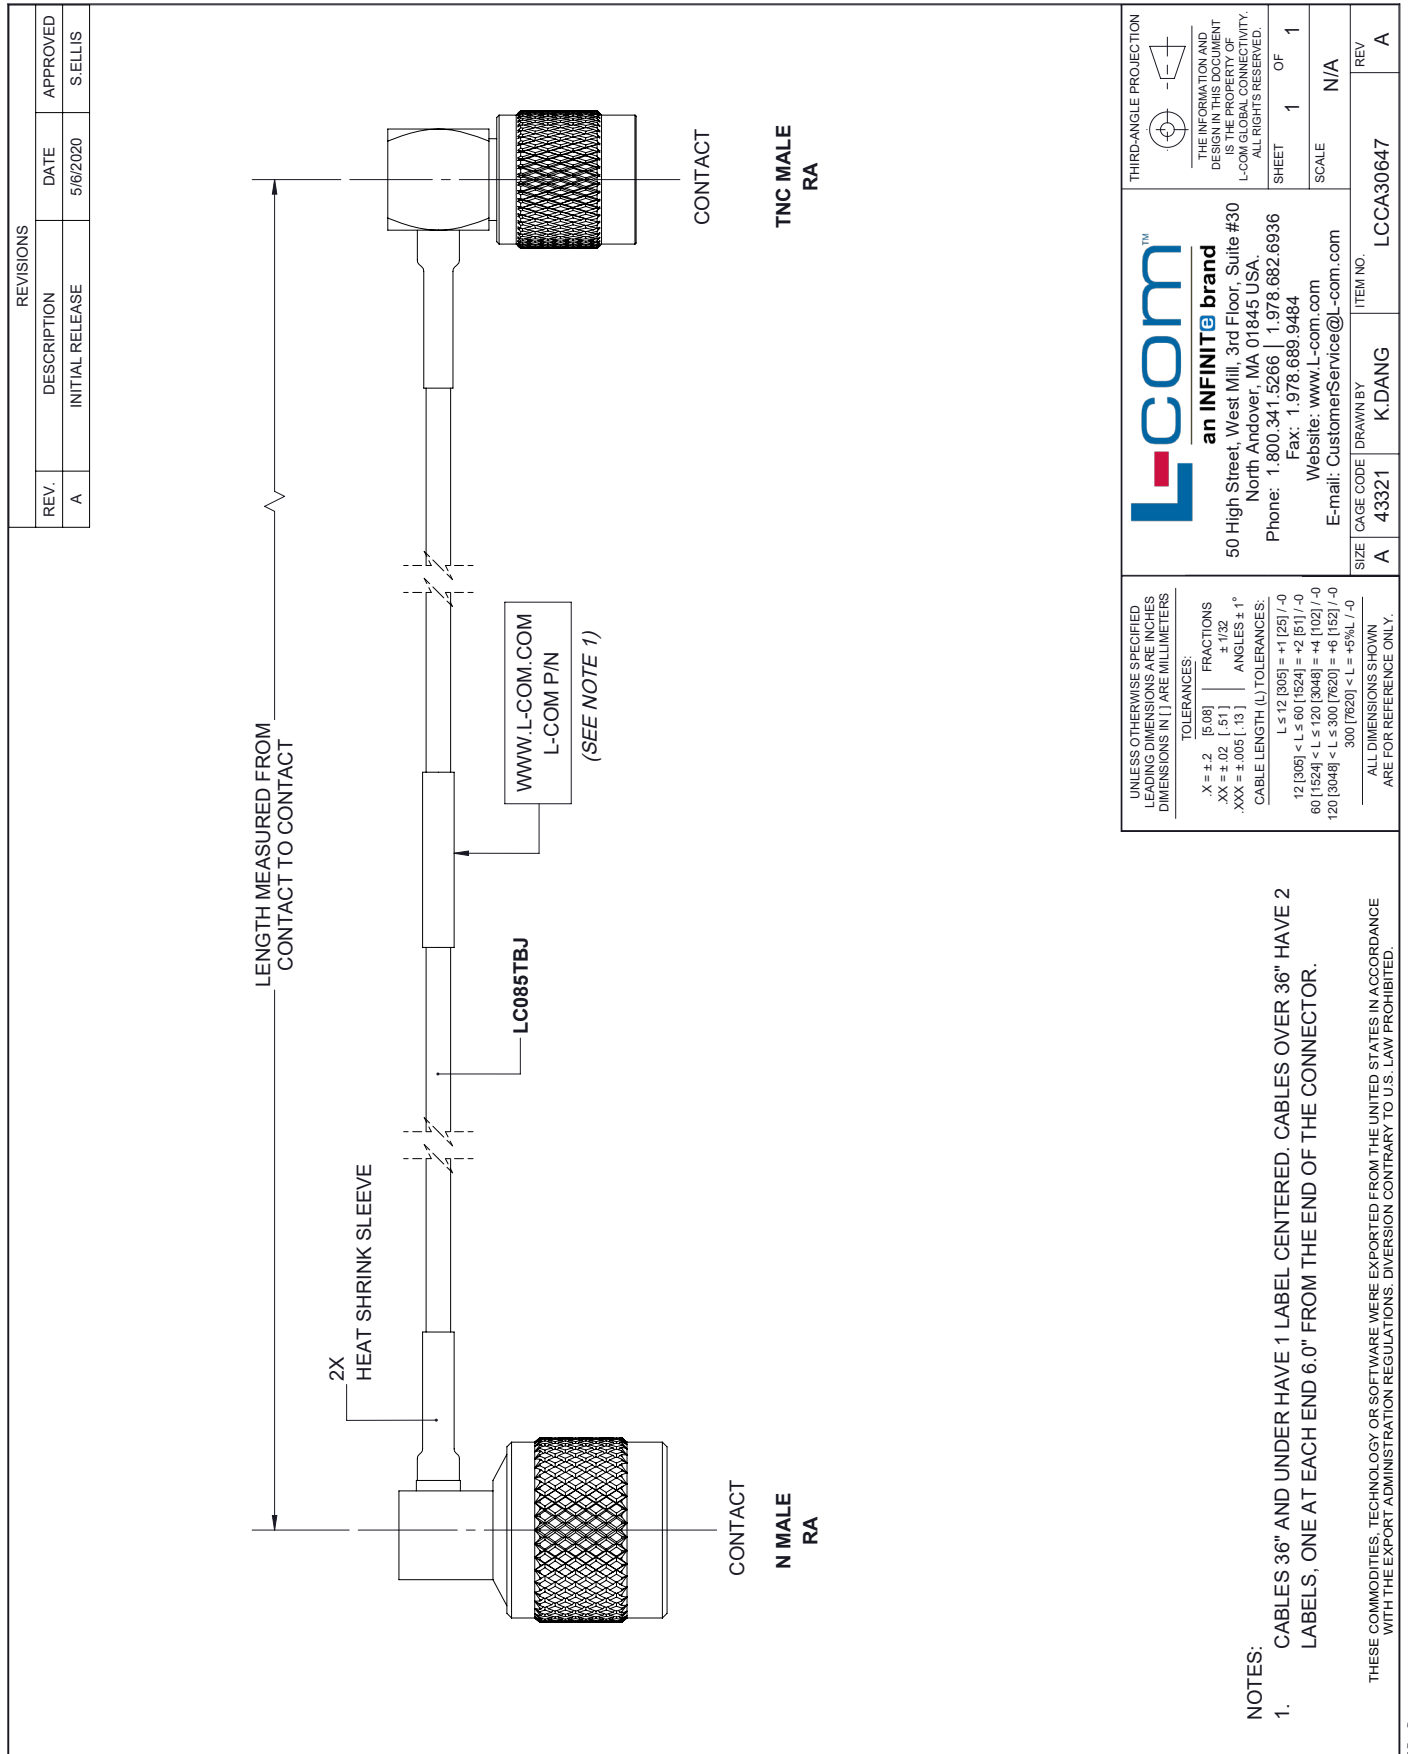 REVISIONS
REV. DESCRIPTION DATE APPROVED
A INITIAL RELEASE 5/6/2020 S.ELLIS
LENGTH MEASURED FROM
CONTACT TO CONTACT
2X
HEAT SHRINK SLEEVE
LC085TBJ
WWW.L-COM.COM
L-COM P/N
(SEE NOTE 1)
CONTACT
N MALE
RA
CONTACT
TNC MALE
RA
NOTES:
1. CABLES 36" AND UNDER HAVE 1 LABEL CENTERED. CABLES OVER 36" HAVE 2
LABELS, ONE AT EACH END 6.0" FROM THE END OF THE CONNECTOR.
THESE COMMODITIES, TECHNOLOGY OR SOFTWARE WERE EXPORTED FROM THE UNITED STATES IN ACCORDANCE
WITH THE EXPORT ADMINISTRATION REGULATIONS. DIVERSION CONTRARY TO U.S. LAW PROHIBITED.
UNLESS OTHERWISE SPECIFIED
LEADING DIMENSIONS ARE INCHES
DIMENSIONS IN [ ] ARE MILLIMETERS
TOLERANCES:
.X = ±.2 [5.08] FRACTIONS
.XX = ±.02 [.51] ± 1/32
.XXX = ±.005 [.13] ANGLES ± 1°
CABLE LENGTH (L) TOLERANCES:
L ≤ 12 [305] = +1 [25] / -0
12 [305] < L ≤ 60 [1524] = +2 [51] / -0
60 [1524] < L ≤ 120 [3048] = +4 [102] / -0
120 [3048] < L ≤ 300 [7620] = +6 [152] / -0
300 [7620] < L = +5%L / -0
ALL DIMENSIONS SHOWN
ARE FOR REFERENCE ONLY.
L-com™
an INFINITe brand
50 High Street, West Mill, 3rd Floor, Suite #30
North Andover, MA 01845 USA.
Phone: 1.800.341.5266 | 1.978.682.6936
Fax: 1.978.689.9484
Website: www.L-com.com
E-mail: CustomerService@L-com.com
THIRD-ANGLE PROJECTION
THE INFORMATION AND
DESIGN IN THIS DOCUMENT
IS THE PROPERTY OF
L-COM GLOBAL CONNECTIVITY.
ALL RIGHTS RESERVED.
SHEET 1 OF 1
SCALE N/A
SIZE CAGE CODE DRAWN BY ITEM NO. REV
A 43321 K.DANG LCCA30647 A